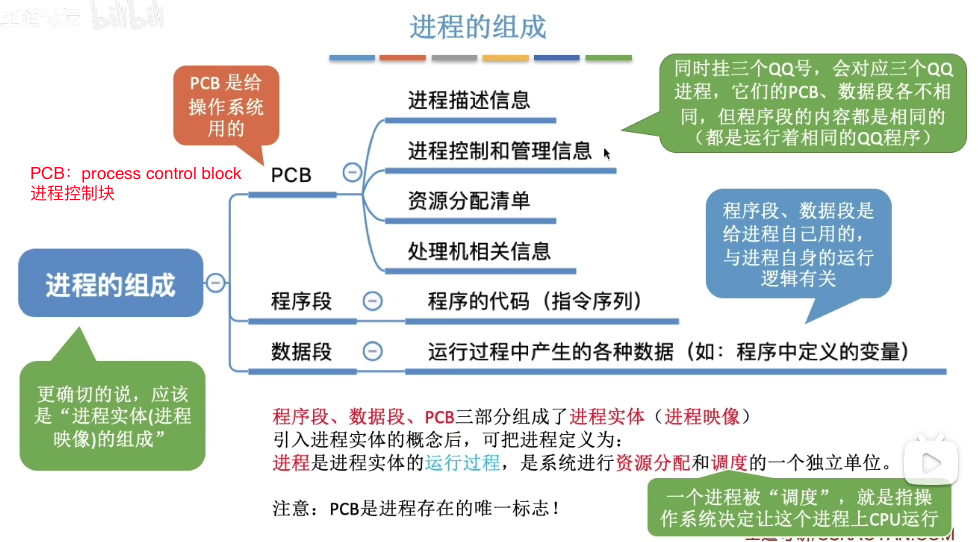 王道论坛 bilibili
进程的组成
PCB 是给
操作系统
用的
同时挂三个QQ号，会对应三个QQ
进程，它们的PCB、数据段各不相
同，但程序段的内容都是相同的
（都是运行着相同的QQ程序）
进程描述信息
进程控制和管理信息
PCB：process control block
进程控制块
PCB
资源分配清单
处理机相关信息
程序段、数据段是
给进程自己用的，
与进程自身的运行
逻辑有关
进程的组成
程序段
程序的代码（指令序列）
数据段
运行过程中产生的各种数据（如：程序中定义的变量）
更确切的说，应该
是“进程实体(进程
映像)的组成”
程序段、数据段、PCB三部分组成了进程实体（进程映像）
引入进程实体的概念后，可把进程定义为：
进程是进程实体的运行过程，是系统进行资源分配和调度的一个独立单位。
注意：PCB是进程存在的唯一标志！
一个进程被“调度”，就是指操
作系统决定让这个进程上CPU运行